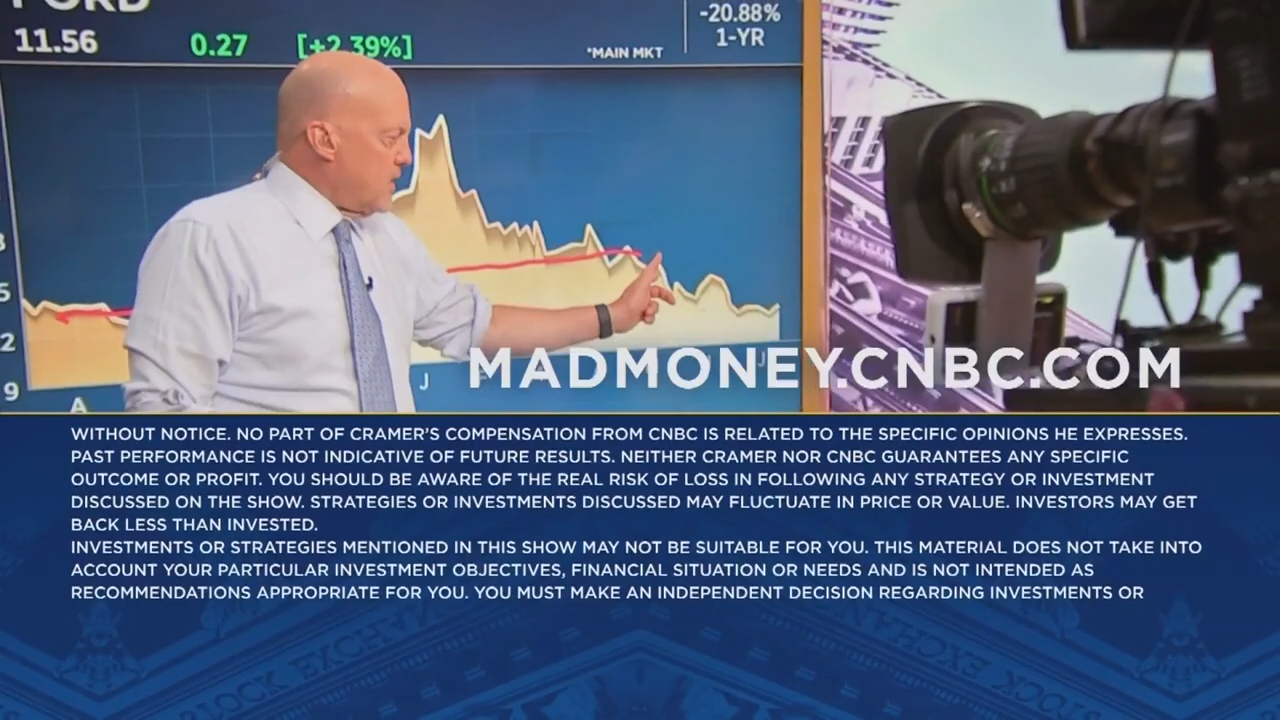 FORD
-20.88%
11.56 0.27 [+2.39%]
*MAIN MKT
1-YR
5
2
9
A
J
J
MADMONEY.CNBC.COM
WITHOUT NOTICE. NO PART OF CRAMER'S COMPENSATION FROM CNBC IS RELATED TO THE SPECIFIC OPINIONS HE EXPRESSES.
PAST PERFORMANCE IS NOT INDICATIVE OF FUTURE RESULTS. NEITHER CRAMER NOR CNBC GUARANTEES ANY SPECIFIC
OUTCOME OR PROFIT. YOU SHOULD BE AWARE OF THE REAL RISK OF LOSS IN FOLLOWING ANY STRATEGY OR INVESTMENT
DISCUSSED ON THE SHOW. STRATEGIES OR INVESTMENTS DISCUSSED MAY FLUCTUATE IN PRICE OR VALUE. INVESTORS MAY GET
BACK LESS THAN INVESTED.
INVESTMENTS OR STRATEGIES MENTIONED IN THIS SHOW MAY NOT BE SUITABLE FOR YOU. THIS MATERIAL DOES NOT TAKE INTO
ACCOUNT YOUR PARTICULAR INVESTMENT OBJECTIVES, FINANCIAL SITUATION OR NEEDS AND IS NOT INTENDED AS
RECOMMENDATIONS APPROPRIATE FOR YOU. YOU MUST MAKE AN INDEPENDENT DECISION REGARDING INVESTMENTS OR